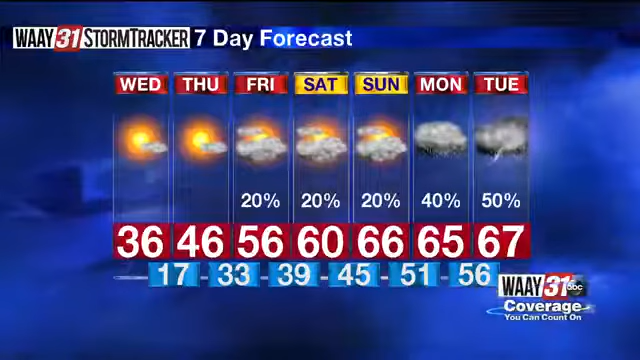 WAAY 31 STORMTRACKER 7 Day Forecast
WED THU FRI SAT SUN MON TUE
20% 20% 20% 40% 50%
36 46 56 60 66 65 67
17 33 39 45 51 56
WAAY 31 abc
Coverage
You Can Count On